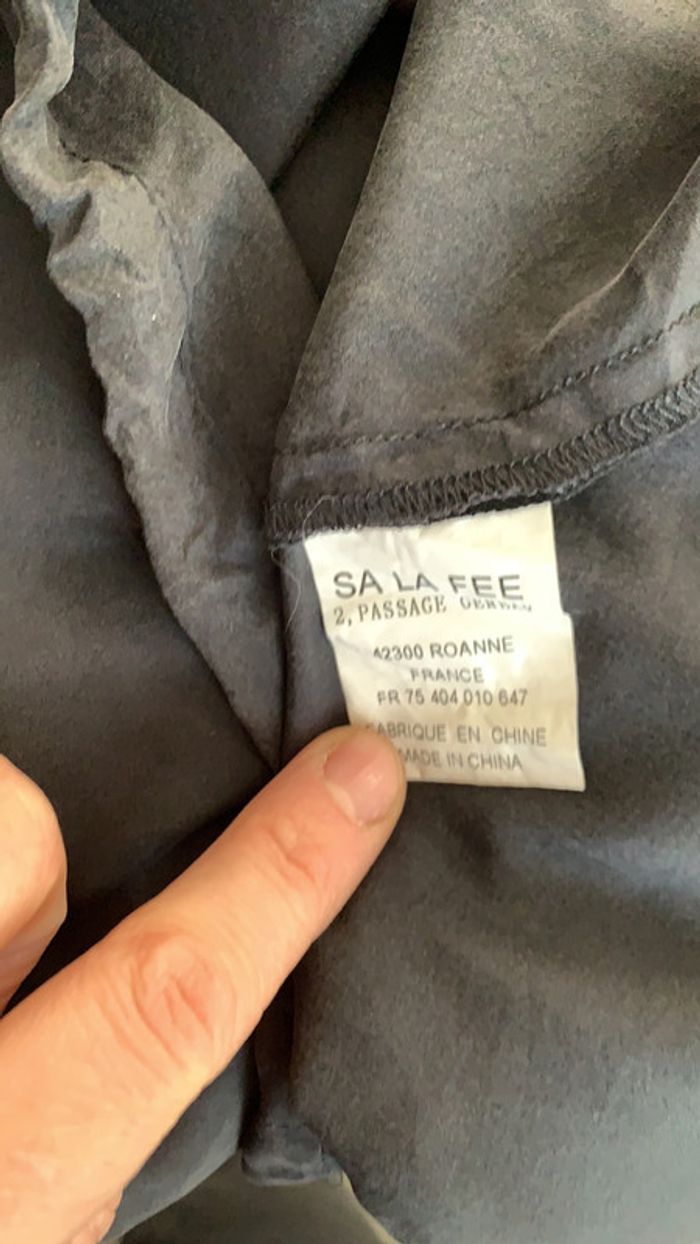 SA LA FEE
2, PASSAGE
42300 ROANNE
FRANCE
FR 75 404 010 647
FABRIQUE EN CHINE
MADE IN CHINA